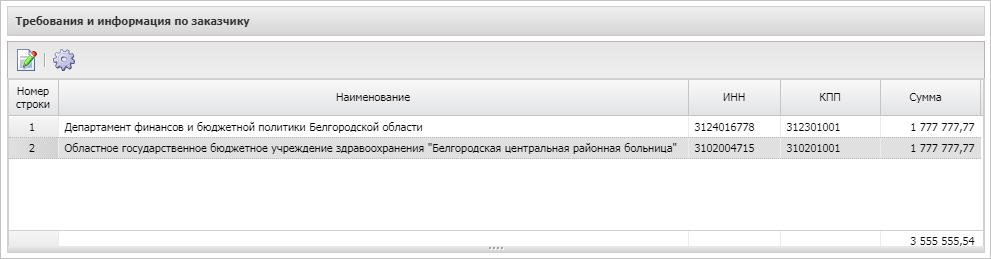 Требования и информация по заказчику
Номер строки Наименование ИНН КПП Сумма
1 Департамент финансов и бюджетной политики Белгородской области 3124016778 312301001 1 777 777,77
2 Областное государственное бюджетное учреждение здравоохранения "Белгородская центральная районная больница" 3102004715 310201001 1 777 777,77
3 555 555,54